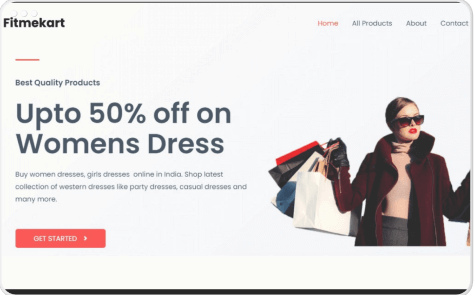 Fitmekart
Home All Products About Contact
Best Quality Products
Upto 50% off on
Womens Dress
Buy women dresses, girls dresses online in India. Shop latest
collection of western dresses like party dresses, casual dresses and
many more.
GET STARTED